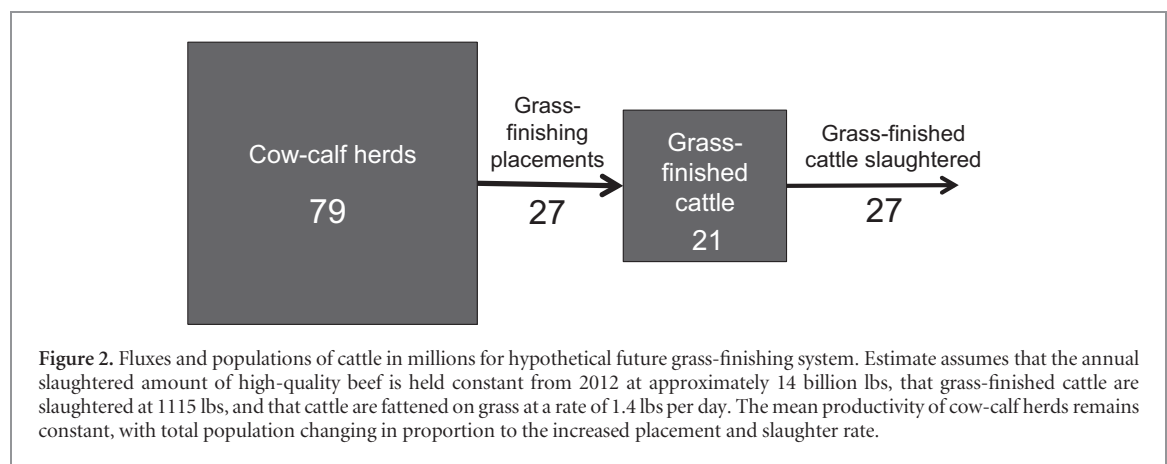 Cow-calf herds
79
Grass-
finishing
placements
27
Grass-
finished
cattle
21
Grass-finished
cattle slaughtered
27
Figure 2. Fluxes and populations of cattle in millions for hypothetical future grass-finishing system. Estimate assumes that the annual
slaughtered amount of high-quality beef is held constant from 2012 at approximately 14 billion lbs, that grass-finished cattle are
slaughtered at 1115 lbs, and that cattle are fattened on grass at a rate of 1.4 lbs per day. The mean productivity of cow-calf herds remains
constant, with total population changing in proportion to the increased placement and slaughter rate.